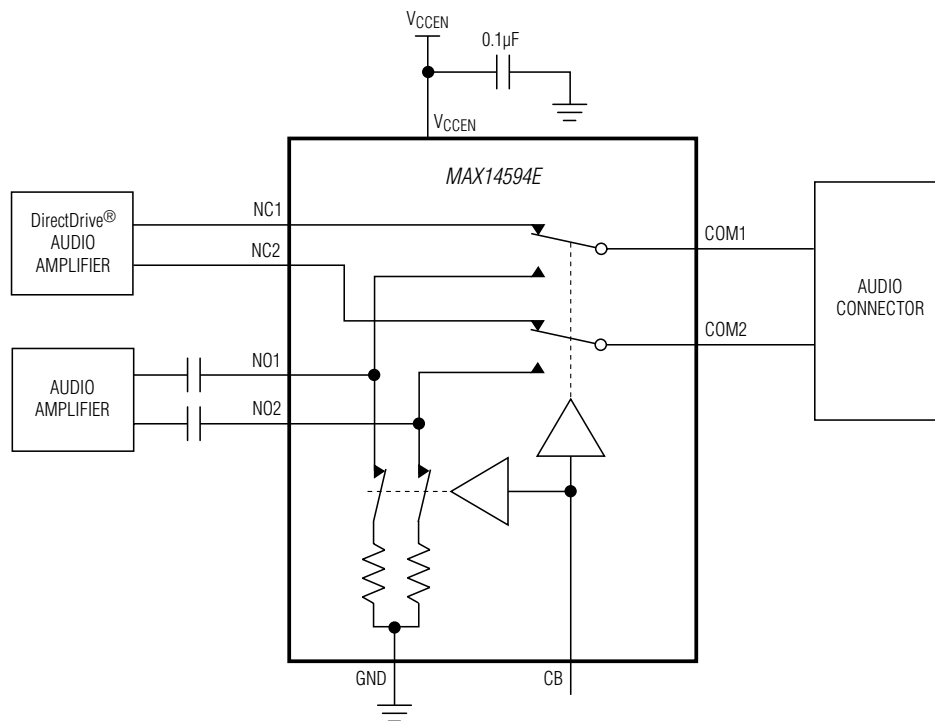 VCCEN
0.1µF
VCCEN
MAX14594E
DirectDrive®
AUDIO
AMPLIFIER
NC1
NC2
COM1
COM2
AUDIO
CONNECTOR
AUDIO
AMPLIFIER
NO1
NO2
GND
CB